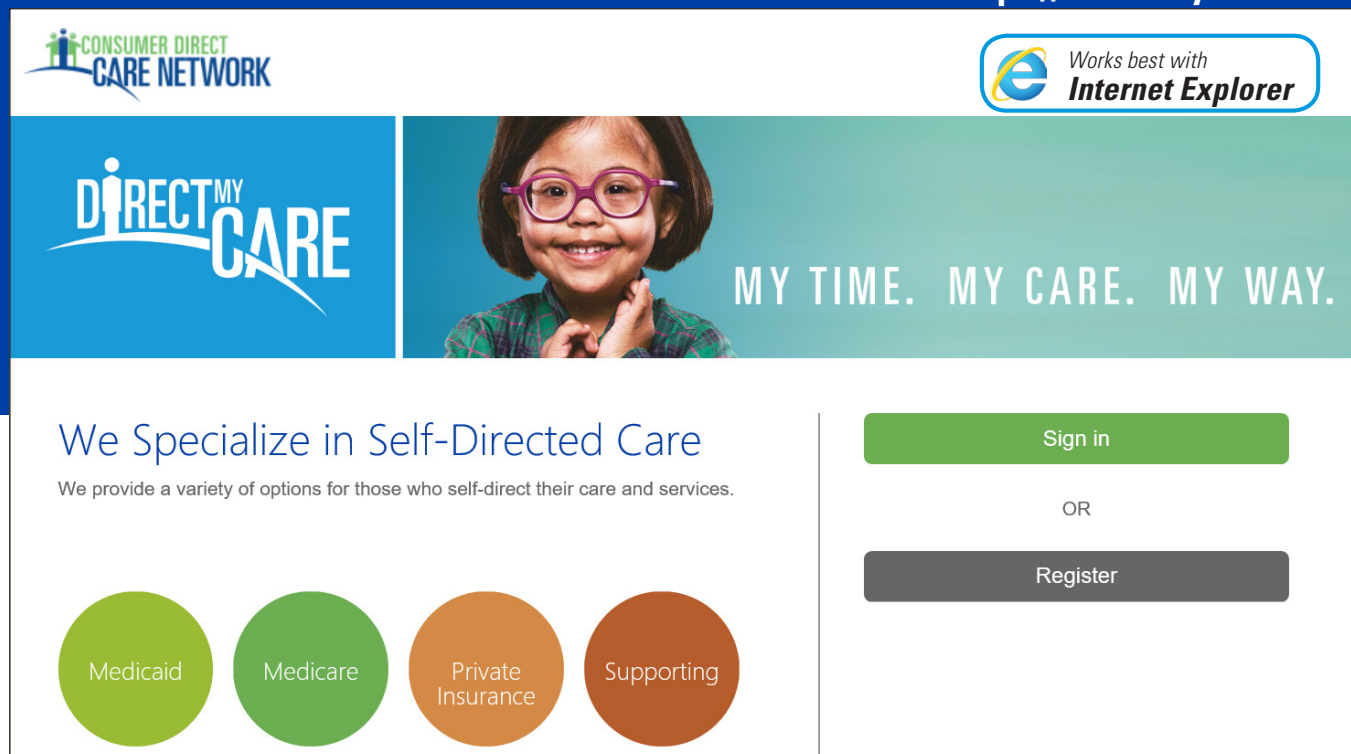 CONSUMER DIRECT
CARE NETWORK
Works best with
Internet Explorer
DIRECT MY
CARE
MY TIME. MY CARE. MY WAY.
We Specialize in Self-Directed Care
We provide a variety of options for those who self-direct their care and services.
Sign in
OR
Register
Medicaid
Medicare
Private
Insurance
Supporting